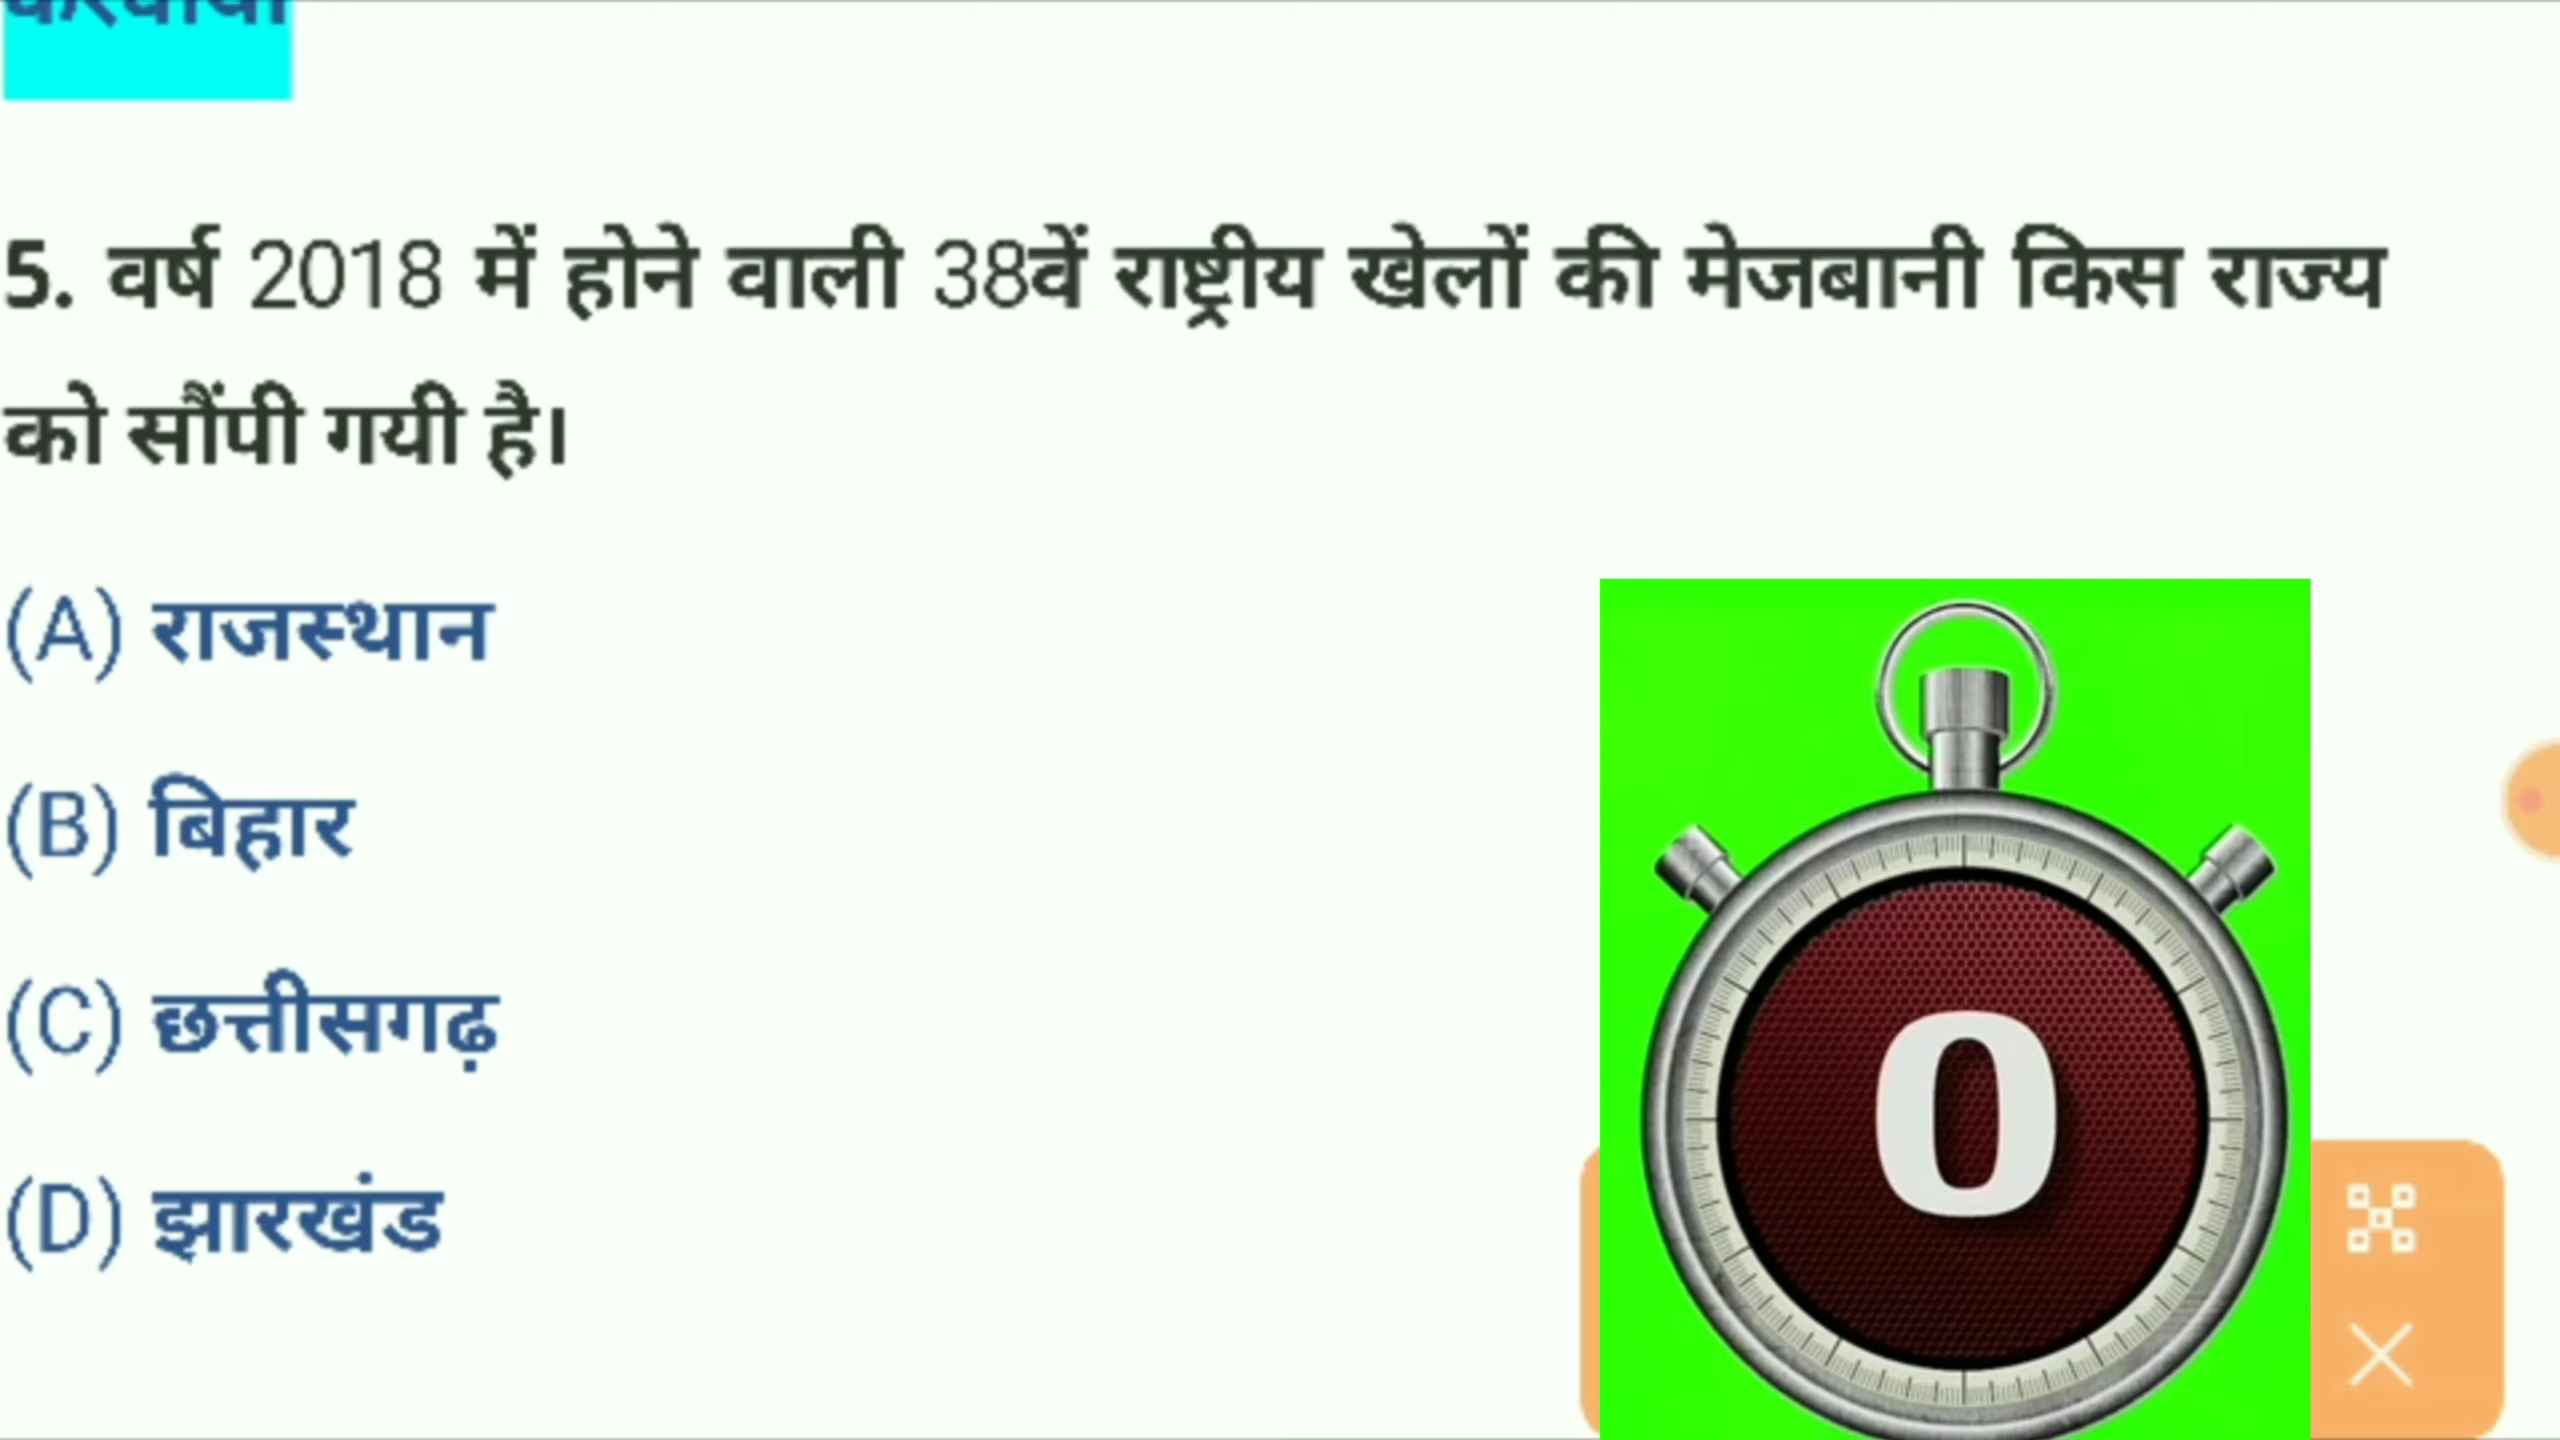 5. वर्ष 2018 में होने वाली 38वें राष्ट्रीय खेलों की मेजबानी किस राज्य
को सौंपी गयी है।
(A) राजस्थान
(B) बिहार
(C) छत्तीसगढ़
(D) झारखंड
0